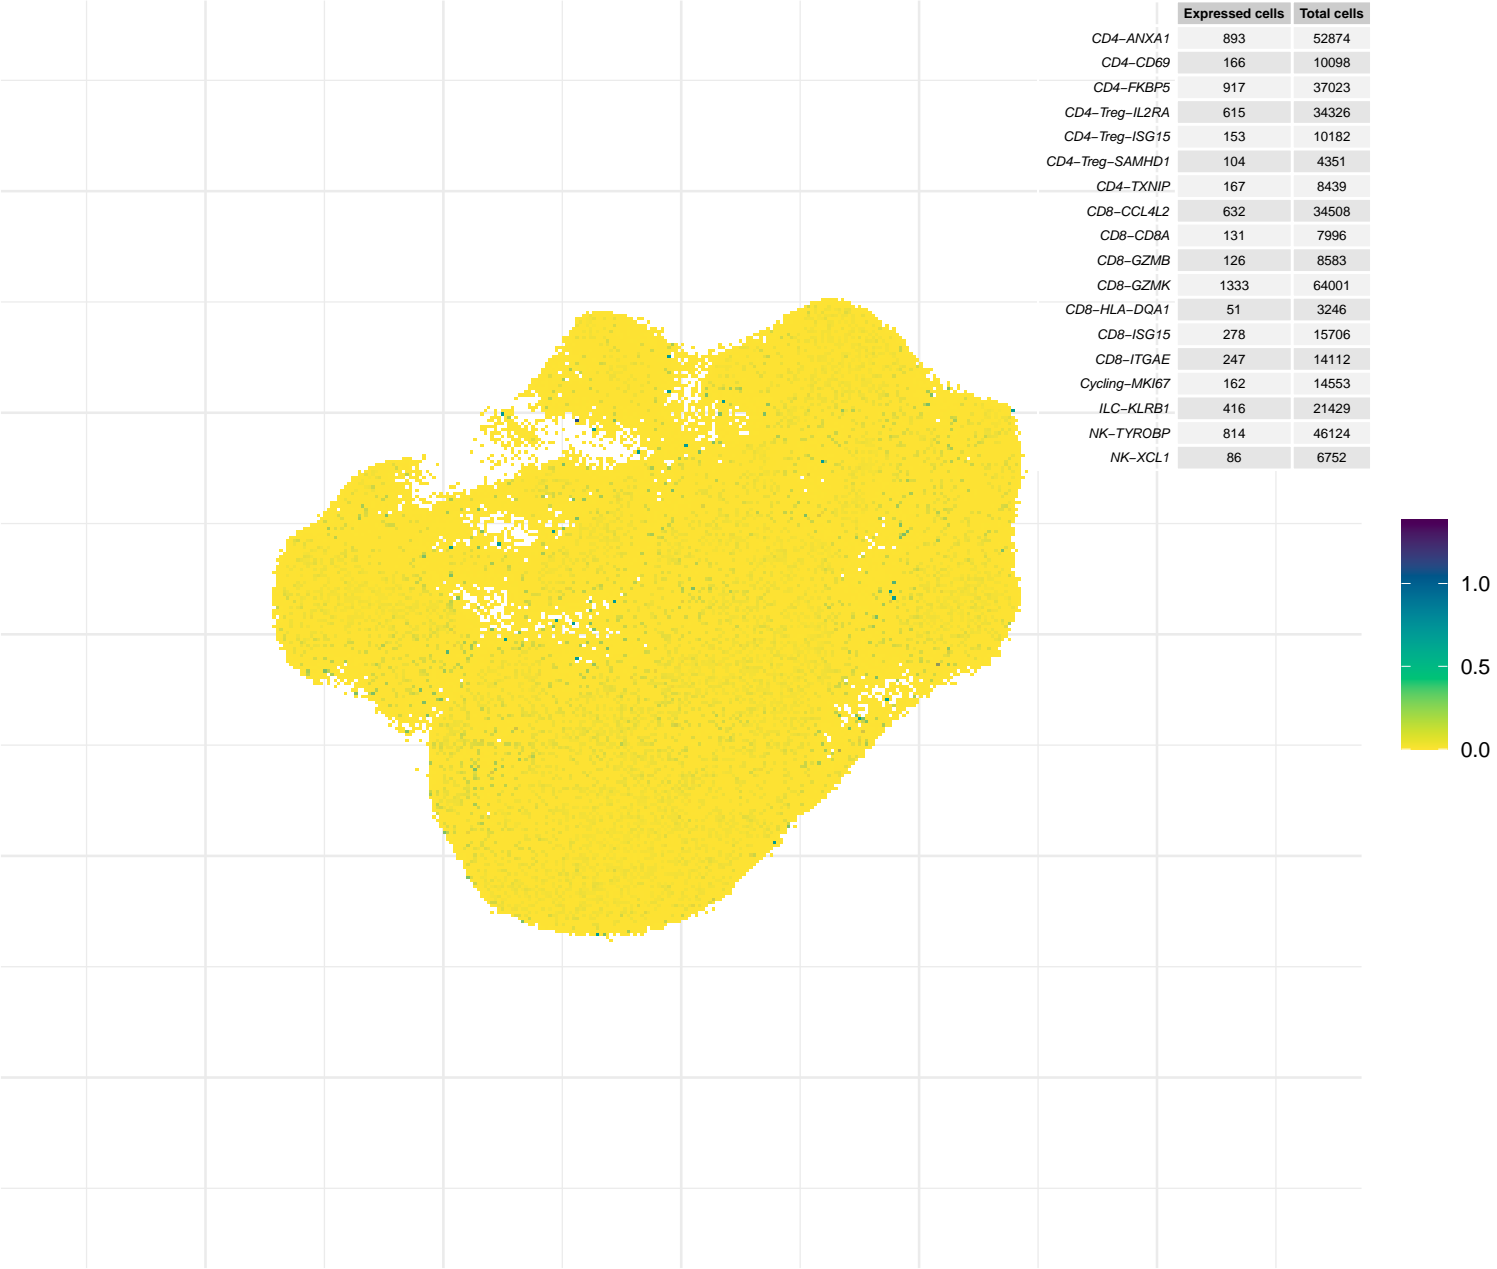 Expressed cells Total cells
CD4−ANXA1 893 52874
CD4−CD69 166 10098
CD4−FKBP5 917 37023
CD4−Treg−IL2RA 615 34326
CD4−Treg−ISG15 153 10182
CD4−Treg−SAMHD1 104 4351
CD4−TXNIP 167 8439
CD8−CCL4L2 632 34508
CD8−CD8A 131 7996
CD8−GZMB 126 8583
CD8−GZMK 1333 64001
CD8−HLA−DQA1 51 3246
CD8−ISG15 278 15706
CD8−ITGAE 247 14112
Cycling−MKI67 162 14553
ILC−KLRB1 416 21429
NK−TYROBP 814 46124
NK−XCL1 86 6752
1.0
0.5
0.0